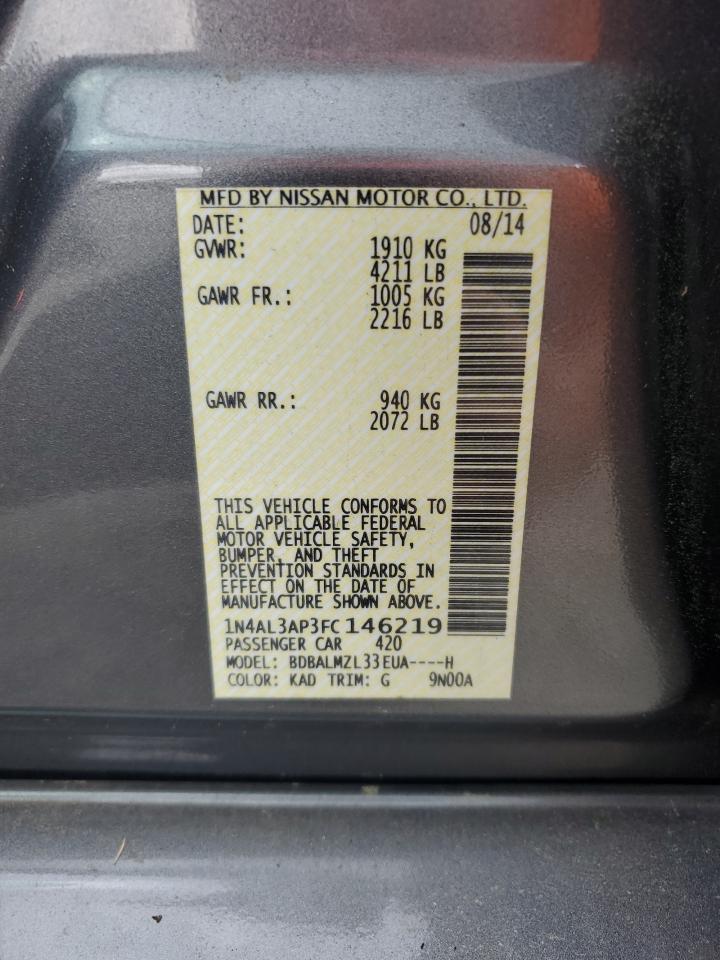 MFD BY NISSAN MOTOR CO., LTD.
DATE: 08/14
GVWR: 1910 KG
4211 LB
GAWR FR.: 1005 KG
2216 LB
GAWR RR.: 940 KG
2072 LB
THIS VEHICLE CONFORMS TO
ALL APPLICABLE FEDERAL
MOTOR VEHICLE SAFETY,
BUMPER, AND THEFT
PREVENTION STANDARDS IN
EFFECT ON THE DATE OF
MANUFACTURE SHOWN ABOVE.
1N4AL3AP3FC146219
PASSENGER CAR 420
MODEL: BDBALMZL33EUA----H
COLOR: KAD TRIM: G 9N00A